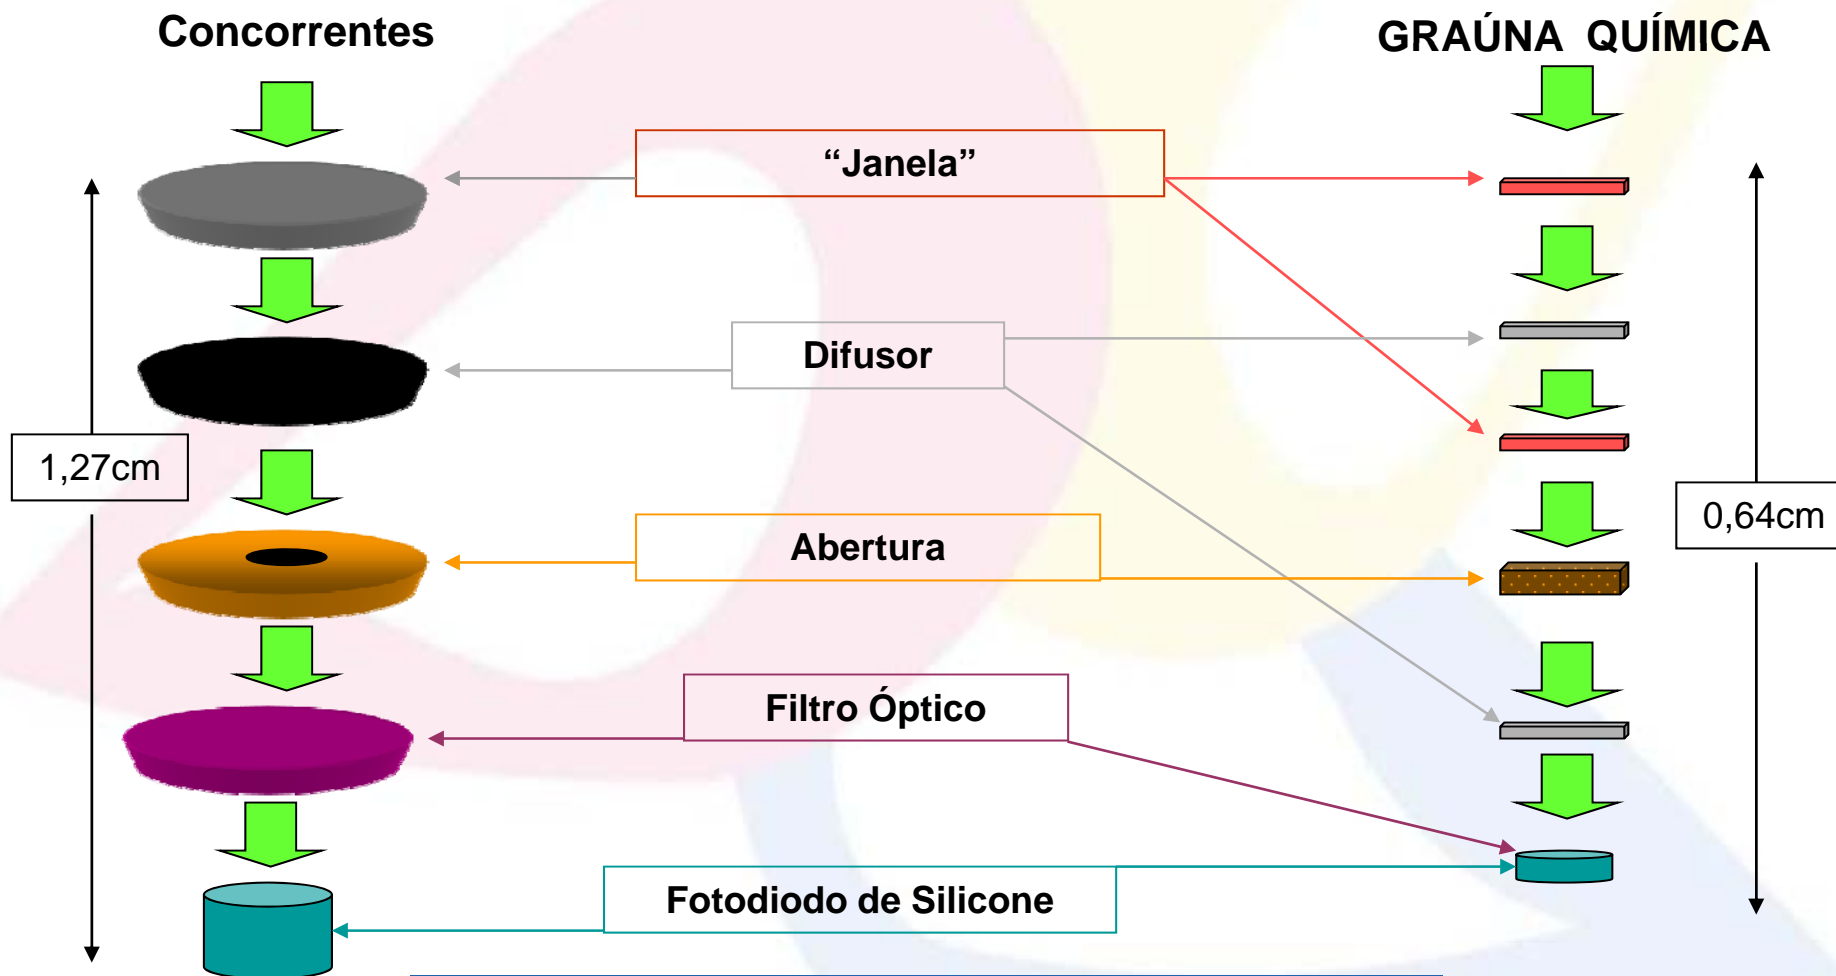 Concorrentes
GRAÚNA QUÍMICA
“Janela”
Difusor
1,27cm
0,64cm
Abertura
Filtro Óptico
Fotodiodo de Silicone